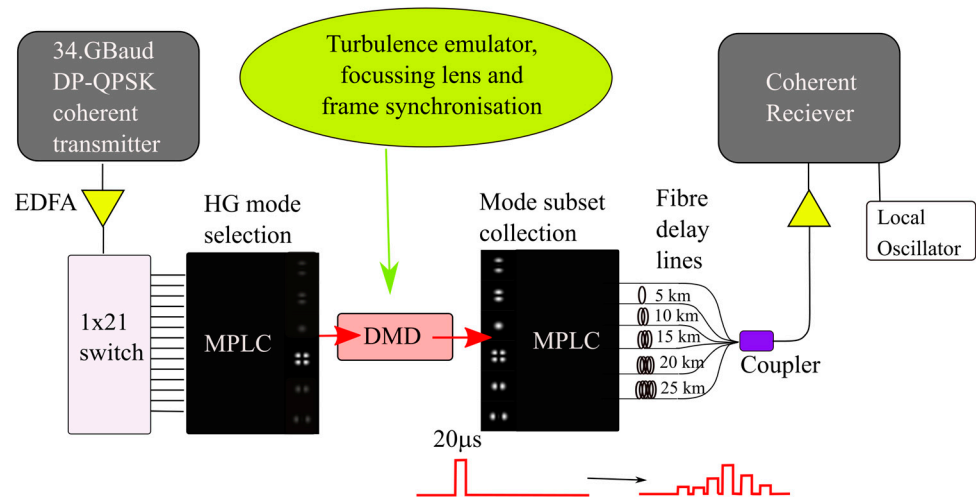 34.GBaud
DP-QPSK
coherent
transmitter
Turbulence emulator,
focussing lens and
frame synchronisation
Coherent
Reciever
EDFA
HG mode
selection
Mode subset
collection
Fibre
delay
lines
Local
Oscillator
1x21
switch
MPLC
DMD
MPLC
5 km
10 km
15 km
20 km
25 km
Coupler
20μs